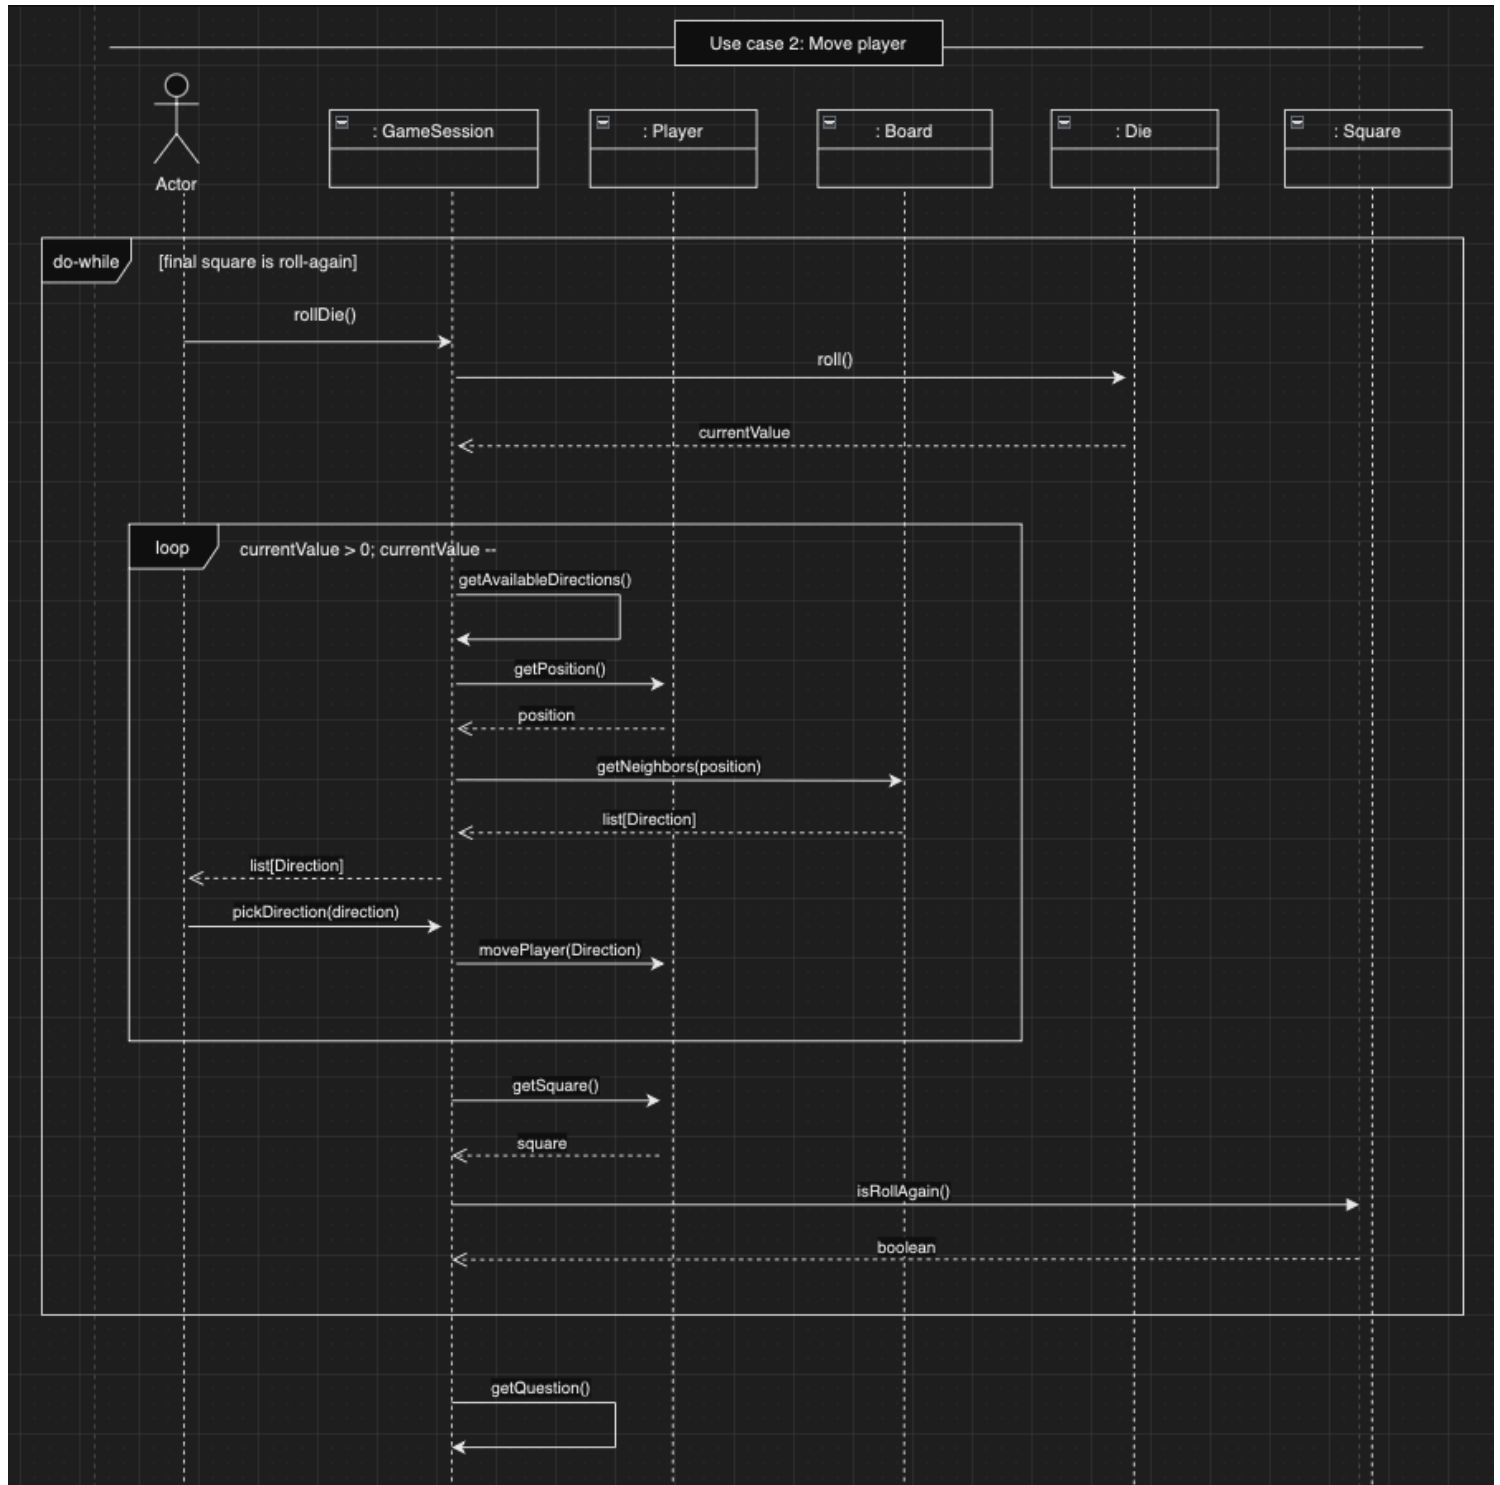 Use case 2: Move player
Actor
: GameSession
: Player
: Board
: Die
: Square
do-while
[final square is roll-again]
rollDie()
roll()
currentValue
loop
currentValue > 0; currentValue --
getAvailableDirections()
getPosition()
position
getNeighbors(position)
list[Direction]
list[Direction]
pickDirection(direction)
movePlayer(Direction)
getSquare()
square
isRollAgain()
boolean
getQuestion()